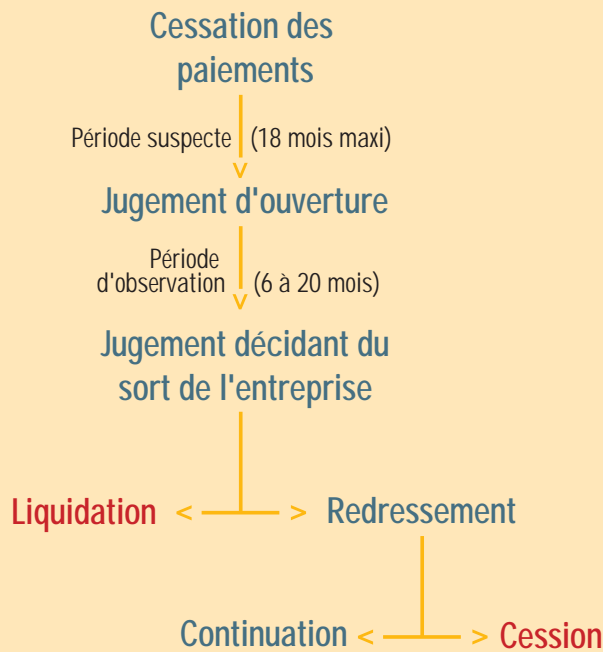 Cessation des
paiements
Période suspecte (18 mois maxi)
Jugement d'ouverture
Période
d'observation (6 à 20 mois)
Jugement décidant du
sort de l'entreprise
Liquidation < > Redressement
Continuation < > Cession